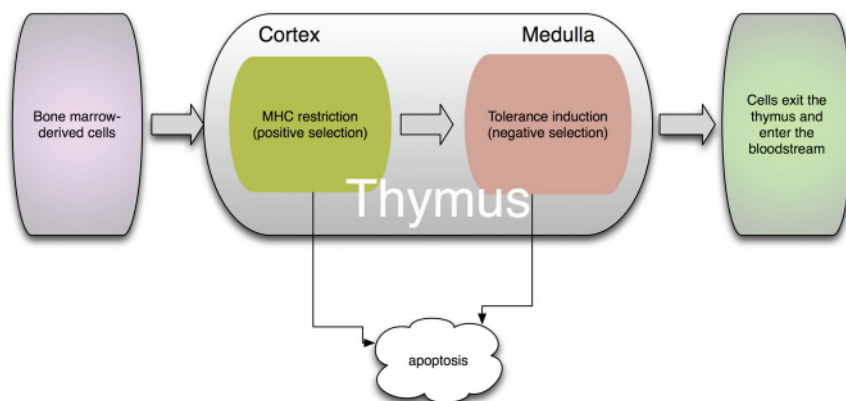 Cortex
Medulla
Bone marrow-
derived cells
MHC restriction
(positive selection)
Tolerance induction
(negative selection)
Cells exit the
thymus and
enter the
bloodstream
Thymus
apoptosis